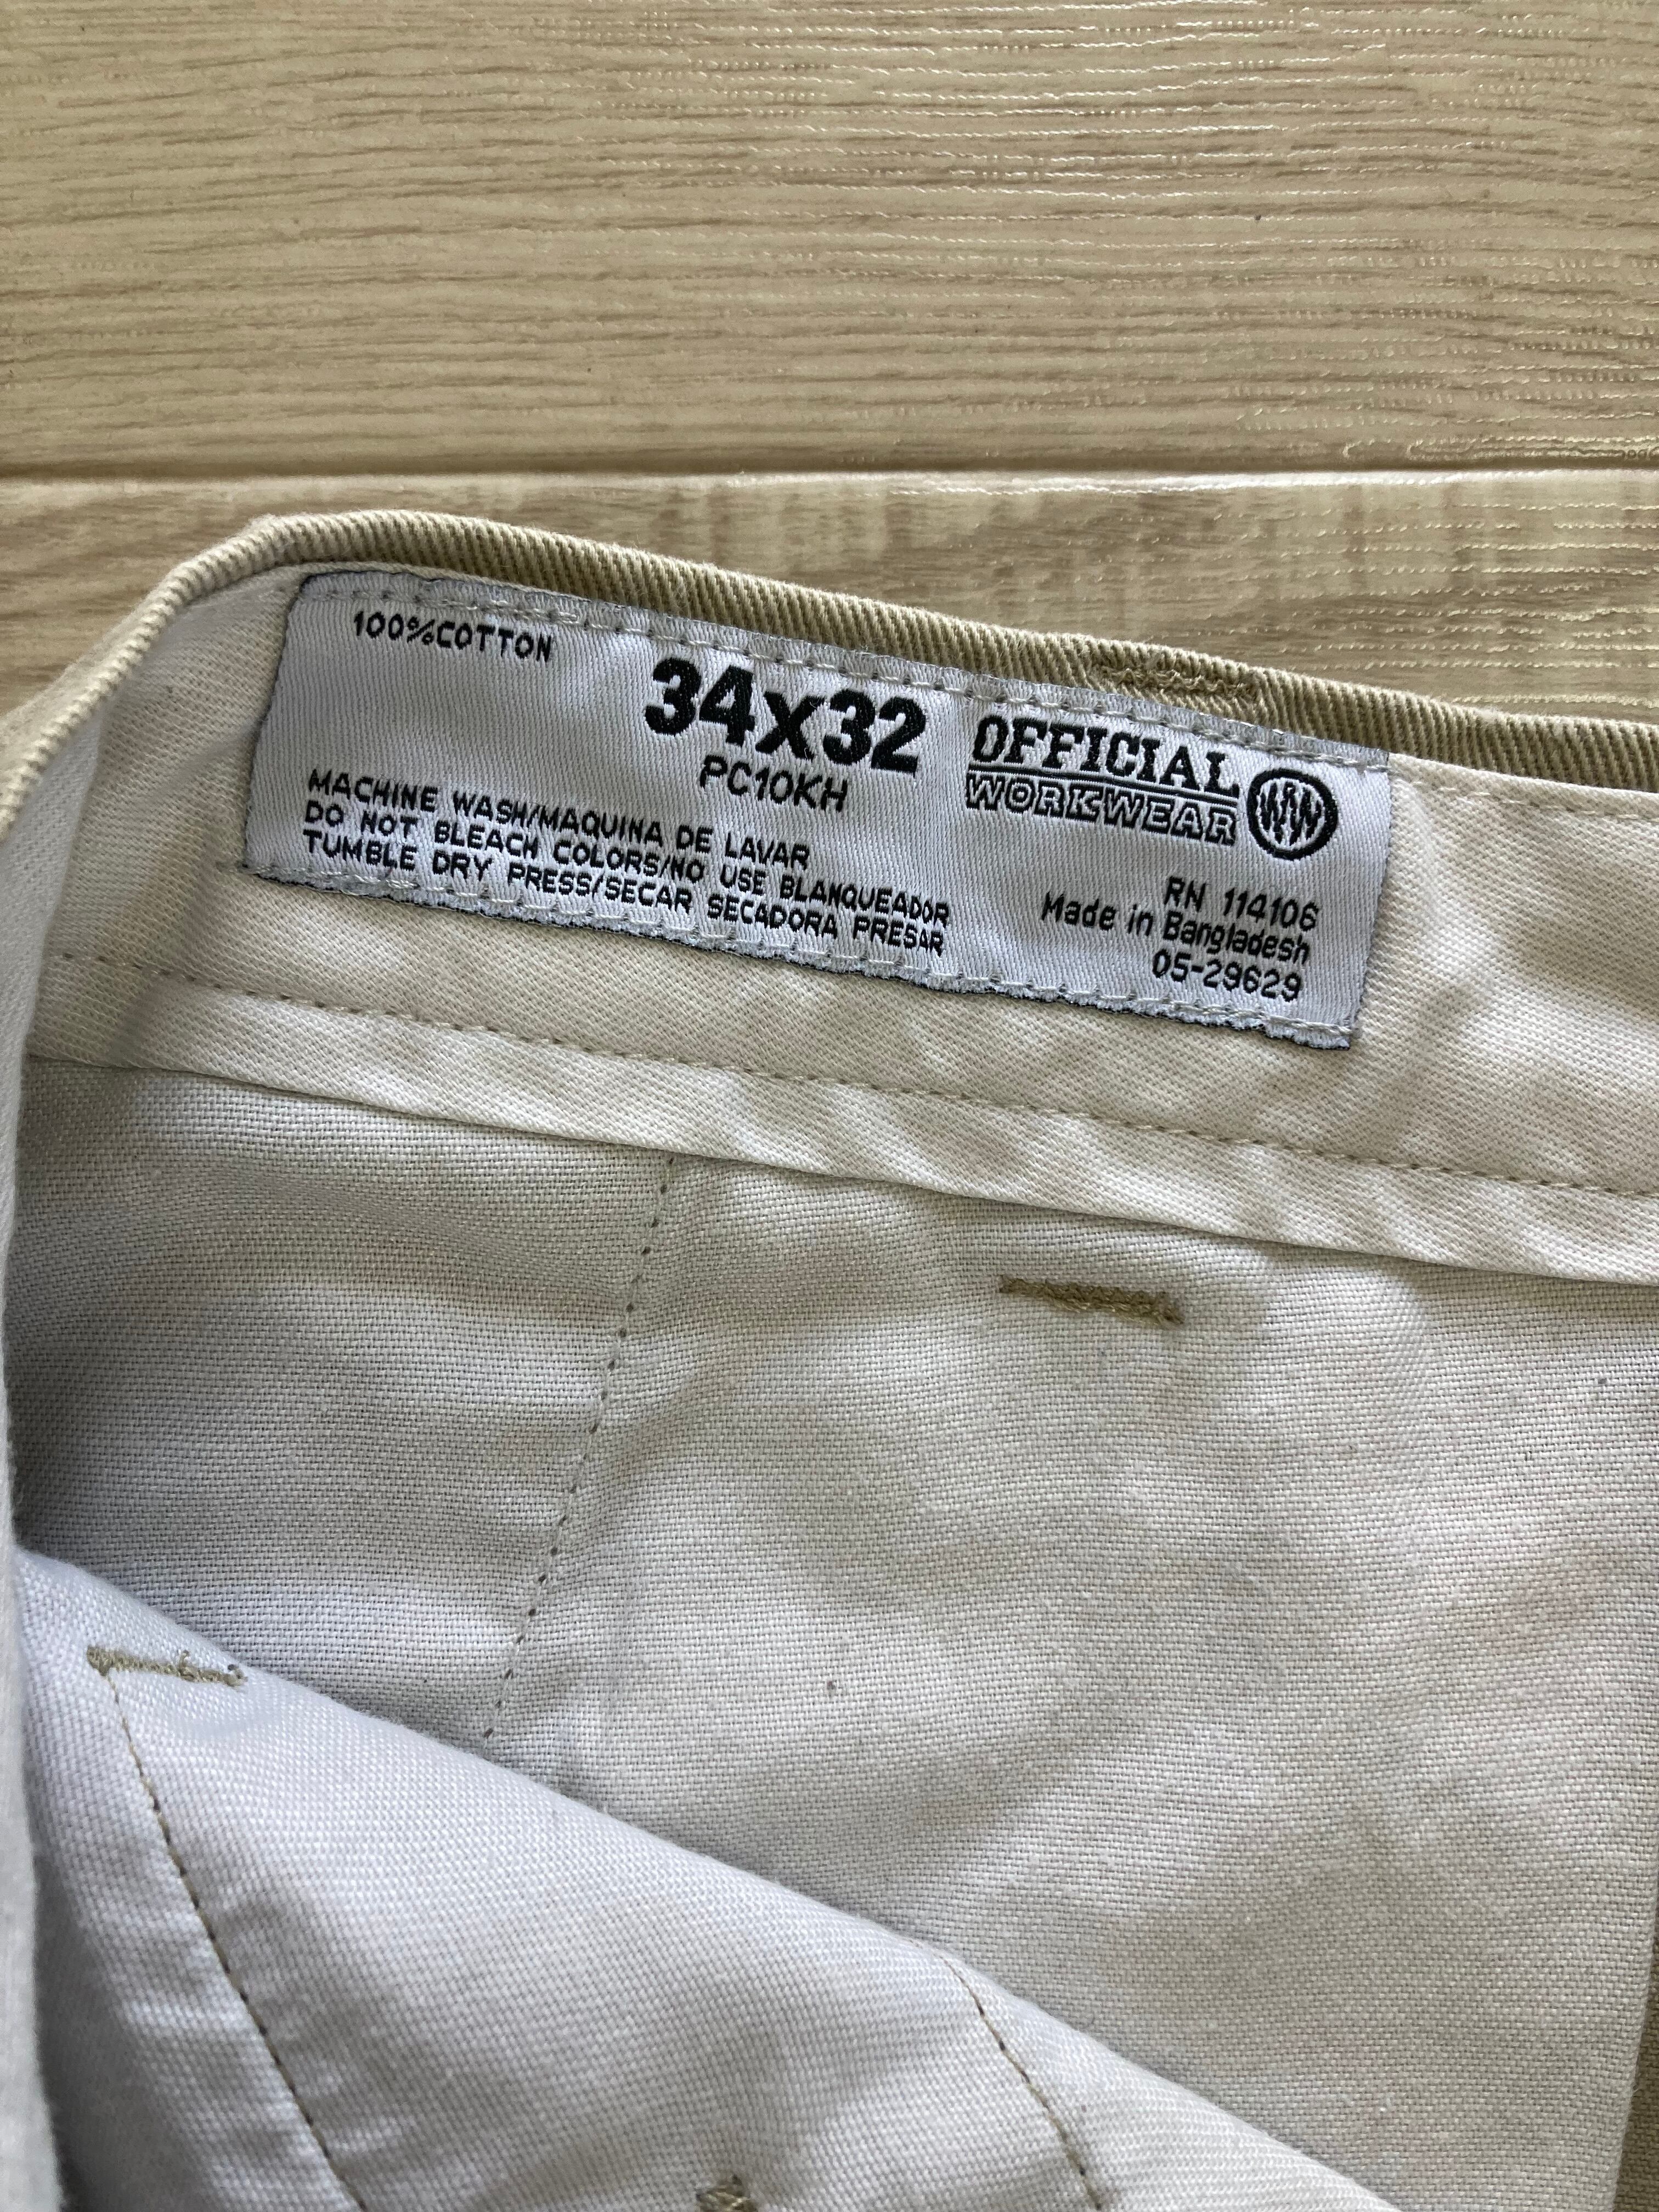 100%COTTON
34x32
PC10KH
OFFICIAL
WORKWEAR
WRW
MACHINE WASH/MAQUINA DE LAVAR
DO NOT BLEACH COLORS/NO USE BLANQUEADOR
TUMBLE DRY PRESS/SECAR SECADORA PRESAR
RN 114106
Made in Bangladesh
05-29629